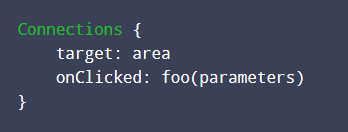 Connections {
    target: area
    onClicked: foo(parameters)
}